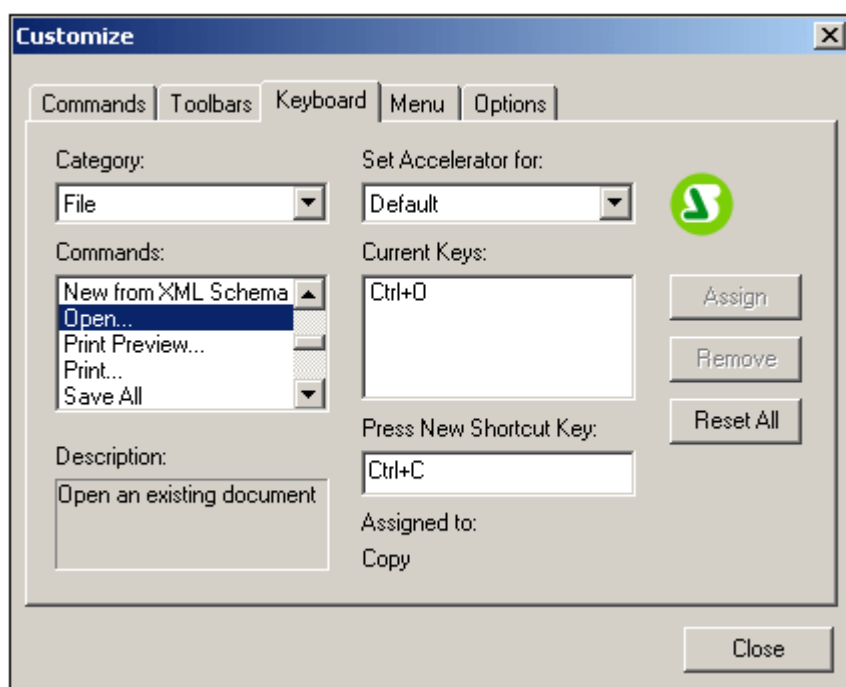 Customize
Commands Toolbars Keyboard Menu Options
Category:
File
Commands:
New from XML Schema
Open...
Print Preview...
Print...
Save All
Description:
Open an existing document
Set Accelerator for:
Default
Current Keys:
Ctrl+O
Press New Shortcut Key:
Ctrl+C
Assigned to:
Copy
Assign
Remove
Reset All
Close